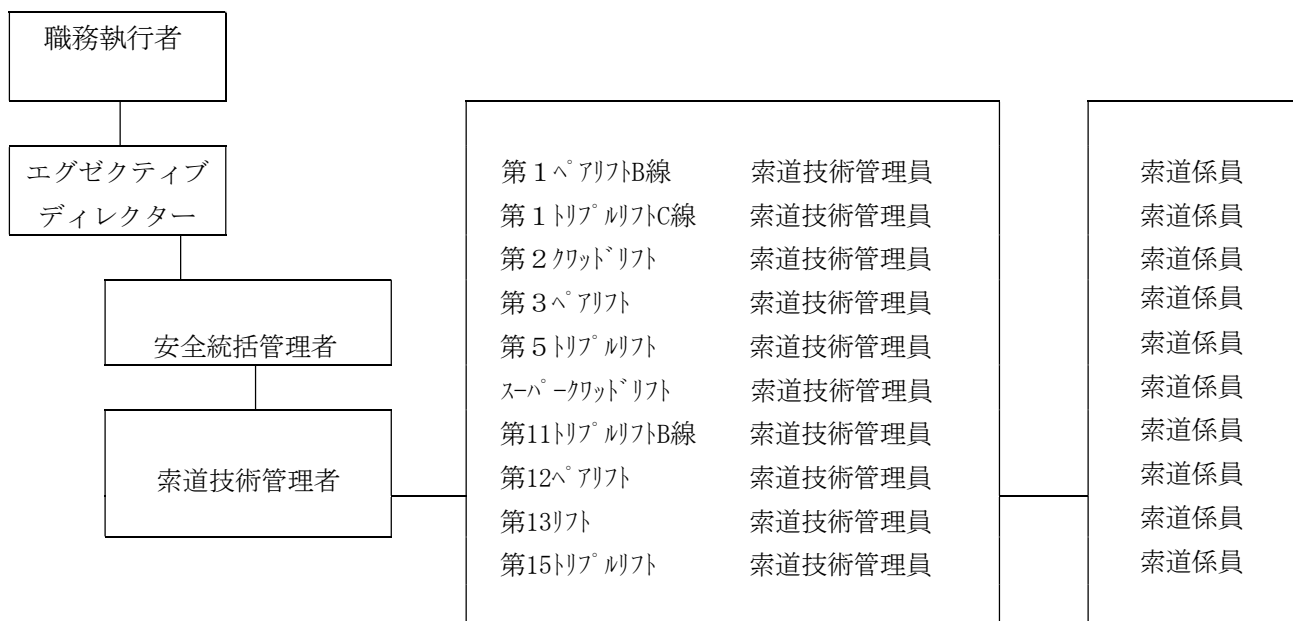 職務執行者
エグゼクティブ
ディレクター
安全統括管理者
索道技術管理者
第１ﾍﾟｱﾘﾌﾄB線 索道技術管理員 索道係員
第１ﾄﾘﾌﾟﾙﾘﾌﾄC線 索道技術管理員 索道係員
第２ｸﾜｯﾄﾞﾘﾌﾄ 索道技術管理員 索道係員
第３ﾍﾟｱﾘﾌﾄ 索道技術管理員 索道係員
第５ﾄﾘﾌﾟﾙﾘﾌﾄ 索道技術管理員 索道係員
ｽｰﾊﾟｰｸﾜｯﾄﾞﾘﾌﾄ 索道技術管理員 索道係員
第11ﾄﾘﾌﾟﾙﾘﾌﾄB線 索道技術管理員 索道係員
第12ﾍﾟｱﾘﾌﾄ 索道技術管理員 索道係員
第13ﾘﾌﾄ 索道技術管理員 索道係員
第15ﾄﾘﾌﾟﾙﾘﾌﾄ 索道技術管理員 索道係員